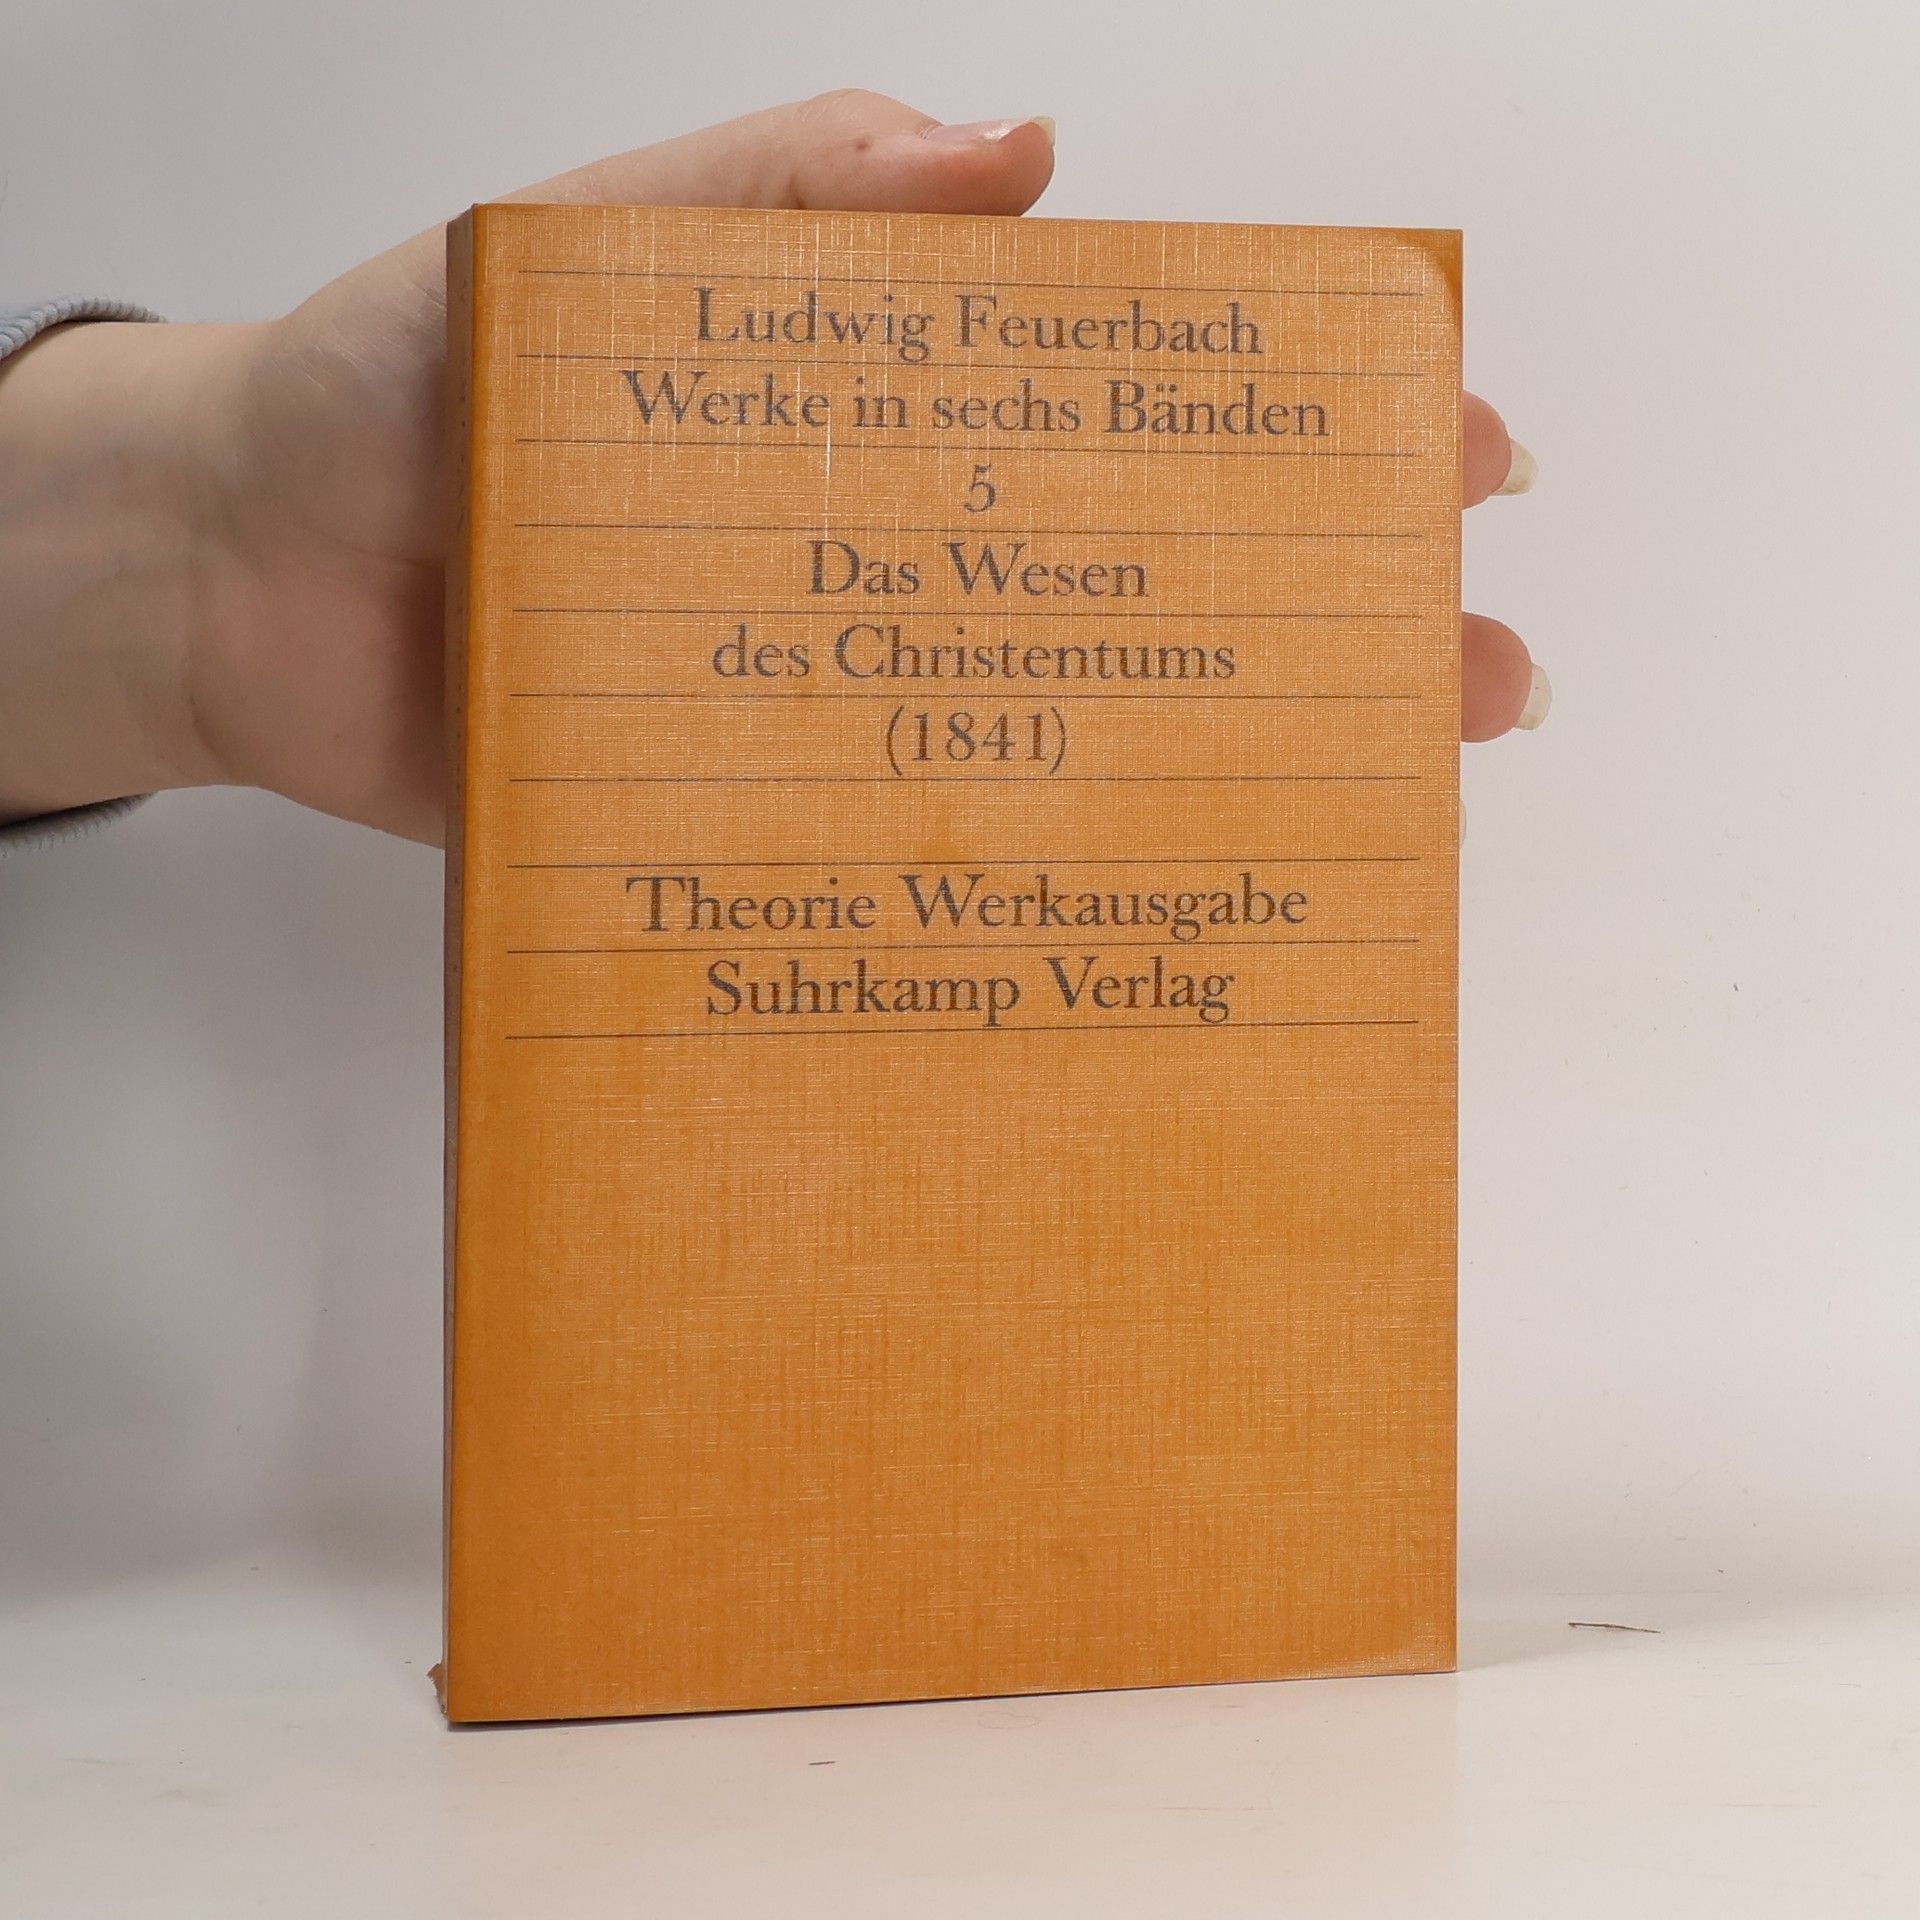 Ludwig Feuerbach
Werke in sechs Bänden
5
Das Wesen
des Christentums
(1841)
Theorie Werkausgabe
Suhrkamp Verlag